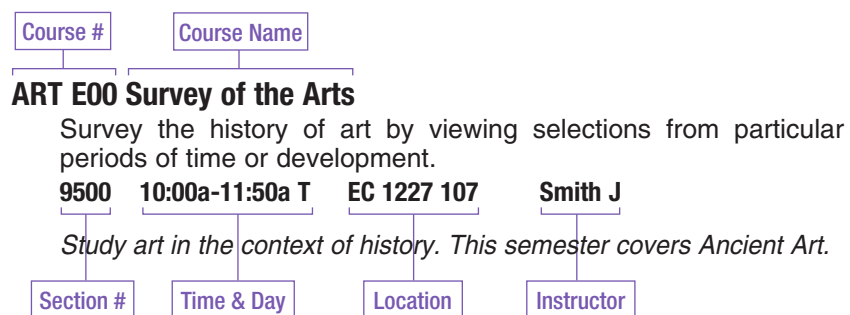 Course # Course Name
ART E00 Survey of the Arts
Survey the history of art by viewing selections from particular
periods of time or development.
9500 10:00a-11:50a T EC 1227 107 Smith J
Study art in the context of history. This semester covers Ancient Art.
Section # Time & Day Location Instructor